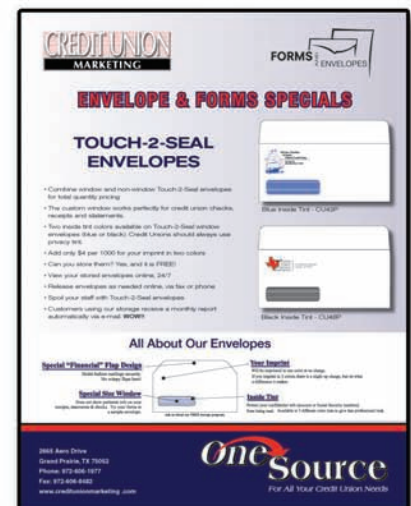 CREDIT UNION
MARKETING
FORMS AND ENVELOPES
ENVELOPE & FORMS SPECIALS
TOUCH-2-SEAL
ENVELOPES
• Combine window and non-window Touch-2-Seal envelopes
for total quantity pricing
• The custom window works perfectly for credit union checks,
receipts and statements.
• Two inside tint colors available on Touch-2-Seal window
envelopes (blue or black). Credit Unions should always use
privacy tint.
• Add only $4 per 1000 for your imprint in two colors
• Can you store them? Yes, and it is FREE!
• View your stored envelopes online, 24/7
• Release envelopes as needed online, via fax or phone
• Spoil your staff with Touch-2-Seal envelopes
• Customers using our storage receive a monthly report
automatically via e-mail. WOW!!
Blue Inside Tint - CU42P
Black Inside Tint - CU48P
All About Our Envelopes
Special "Financial" Flap Design
Your Imprint
Special Size Window
Inside Tint
Grand Prairie, TX 75052
Phone: 972-606-1877
Fax: 972-606-8482
www.creditunionmarketing.com
One Source
For All Your Credit Union Needs